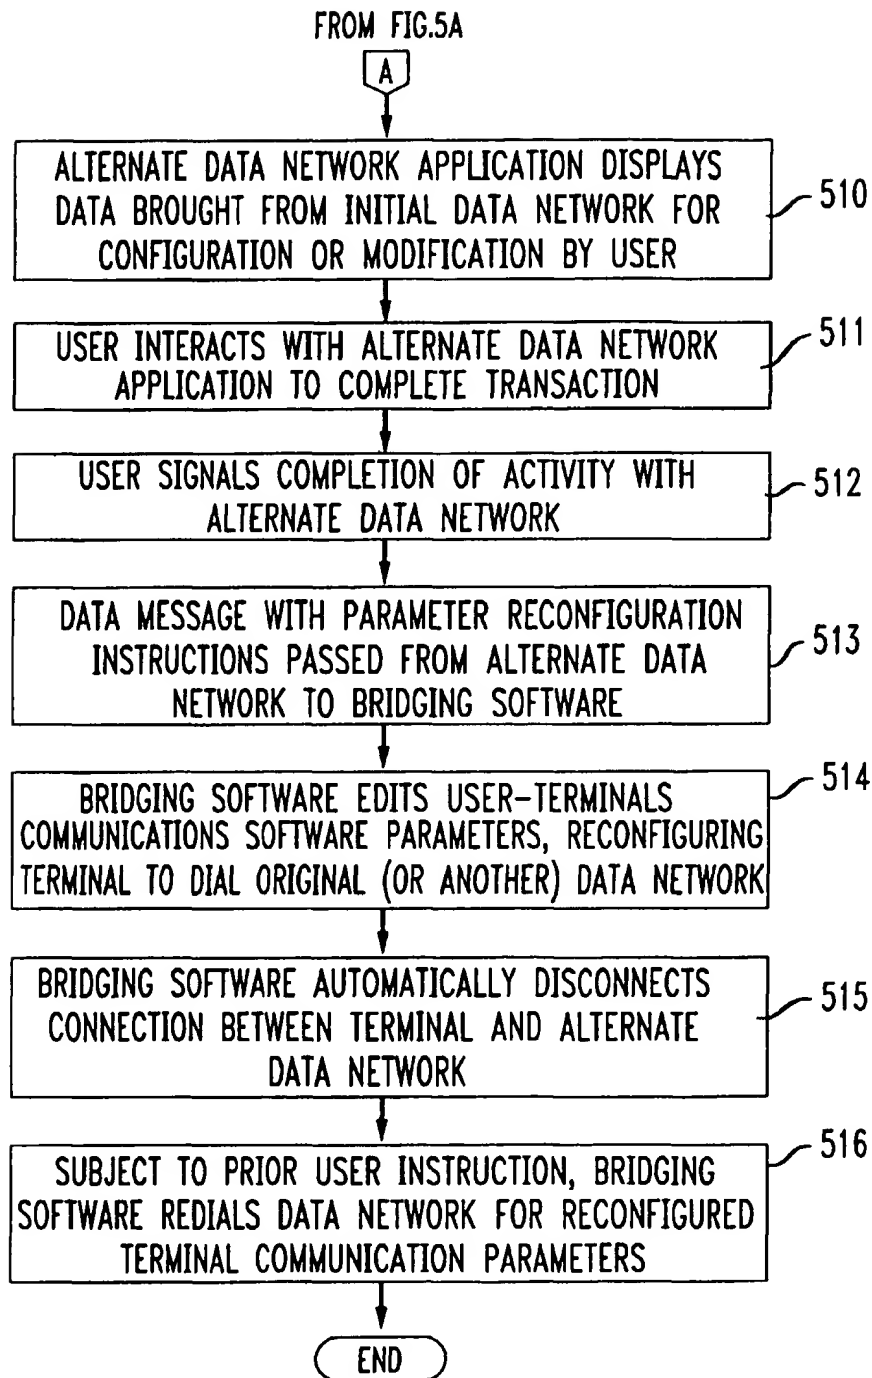 FROM FIG.5A
A
ALTERNATE DATA NETWORK APPLICATION DISPLAYS
DATA BROUGHT FROM INITIAL DATA NETWORK FOR
CONFIGURATION OR MODIFICATION BY USER
510
USER INTERACTS WITH ALTERNATE DATA NETWORK
APPLICATION TO COMPLETE TRANSACTION
511
USER SIGNALS COMPLETION OF ACTIVITY WITH
ALTERNATE DATA NETWORK
512
DATA MESSAGE WITH PARAMETER RECONFIGURATION
INSTRUCTIONS PASSED FROM ALTERNATE DATA
NETWORK TO BRIDGING SOFTWARE
513
BRIDGING SOFTWARE EDITS USER-TERMINALS
COMMUNICATIONS SOFTWARE PARAMETERS, RECONFIGURING
TERMINAL TO DIAL ORIGINAL (OR ANOTHER) DATA NETWORK
514
BRIDGING SOFTWARE AUTOMATICALLY DISCONNECTS
CONNECTION BETWEEN TERMINAL AND ALTERNATE
DATA NETWORK
515
SUBJECT TO PRIOR USER INSTRUCTION, BRIDGING
SOFTWARE REDIALS DATA NETWORK FOR RECONFIGURED
TERMINAL COMMUNICATION PARAMETERS
516
END